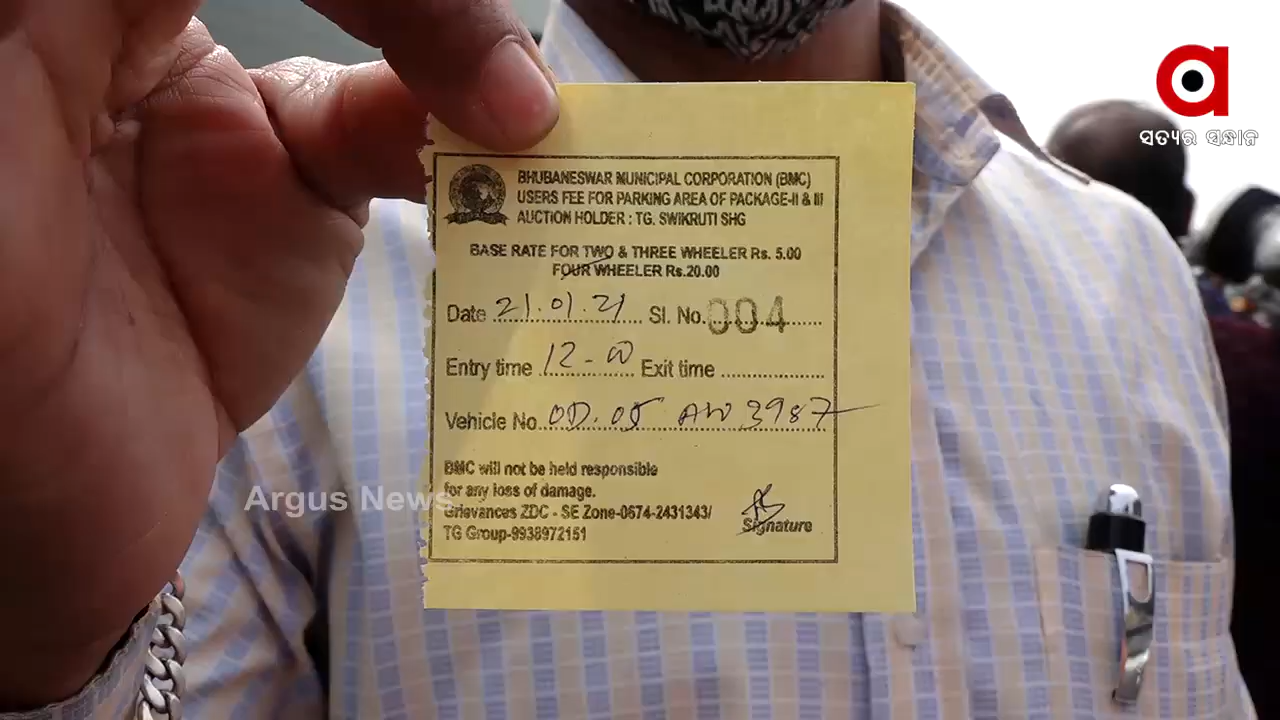 ସତ୍ୟର ସନ୍ଧାନ
BHUBANESWAR MUNICIPAL CORPORATION (BMC)
USERS FEE FOR PARKING AREA OF PACKAGE-II & III
AUCTION HOLDER : TG. SWIKRUTI SHG
BASE RATE FOR TWO & THREE WHEELER Rs. 5.00
FOUR WHEELER Rs.20.00
Date 21.01.21 Sl. No. 004
Entry time 12-00 Exit time
Vehicle No. OD.05 AW 3987
BMC will not be held responsible
for any loss of damage.
Grievances ZDC - SE Zone-0674-2431343/
TG Group-9938972151
Signature
Argus News